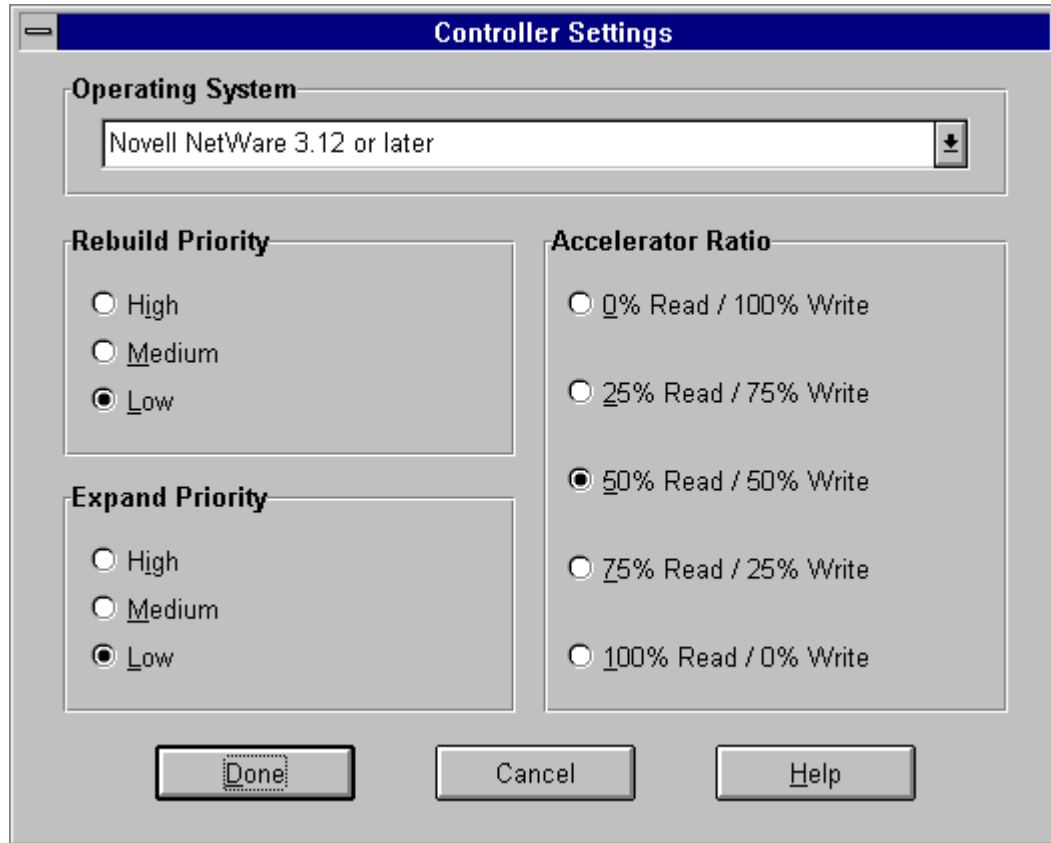 Controller Settings
Operating System
Novell NetWare 3.12 or later
Rebuild Priority
High
Medium
Low
Expand Priority
High
Medium
Low
Accelerator Ratio
0% Read / 100% Write
25% Read / 75% Write
50% Read / 50% Write
75% Read / 25% Write
100% Read / 0% Write
Done
Cancel
Help